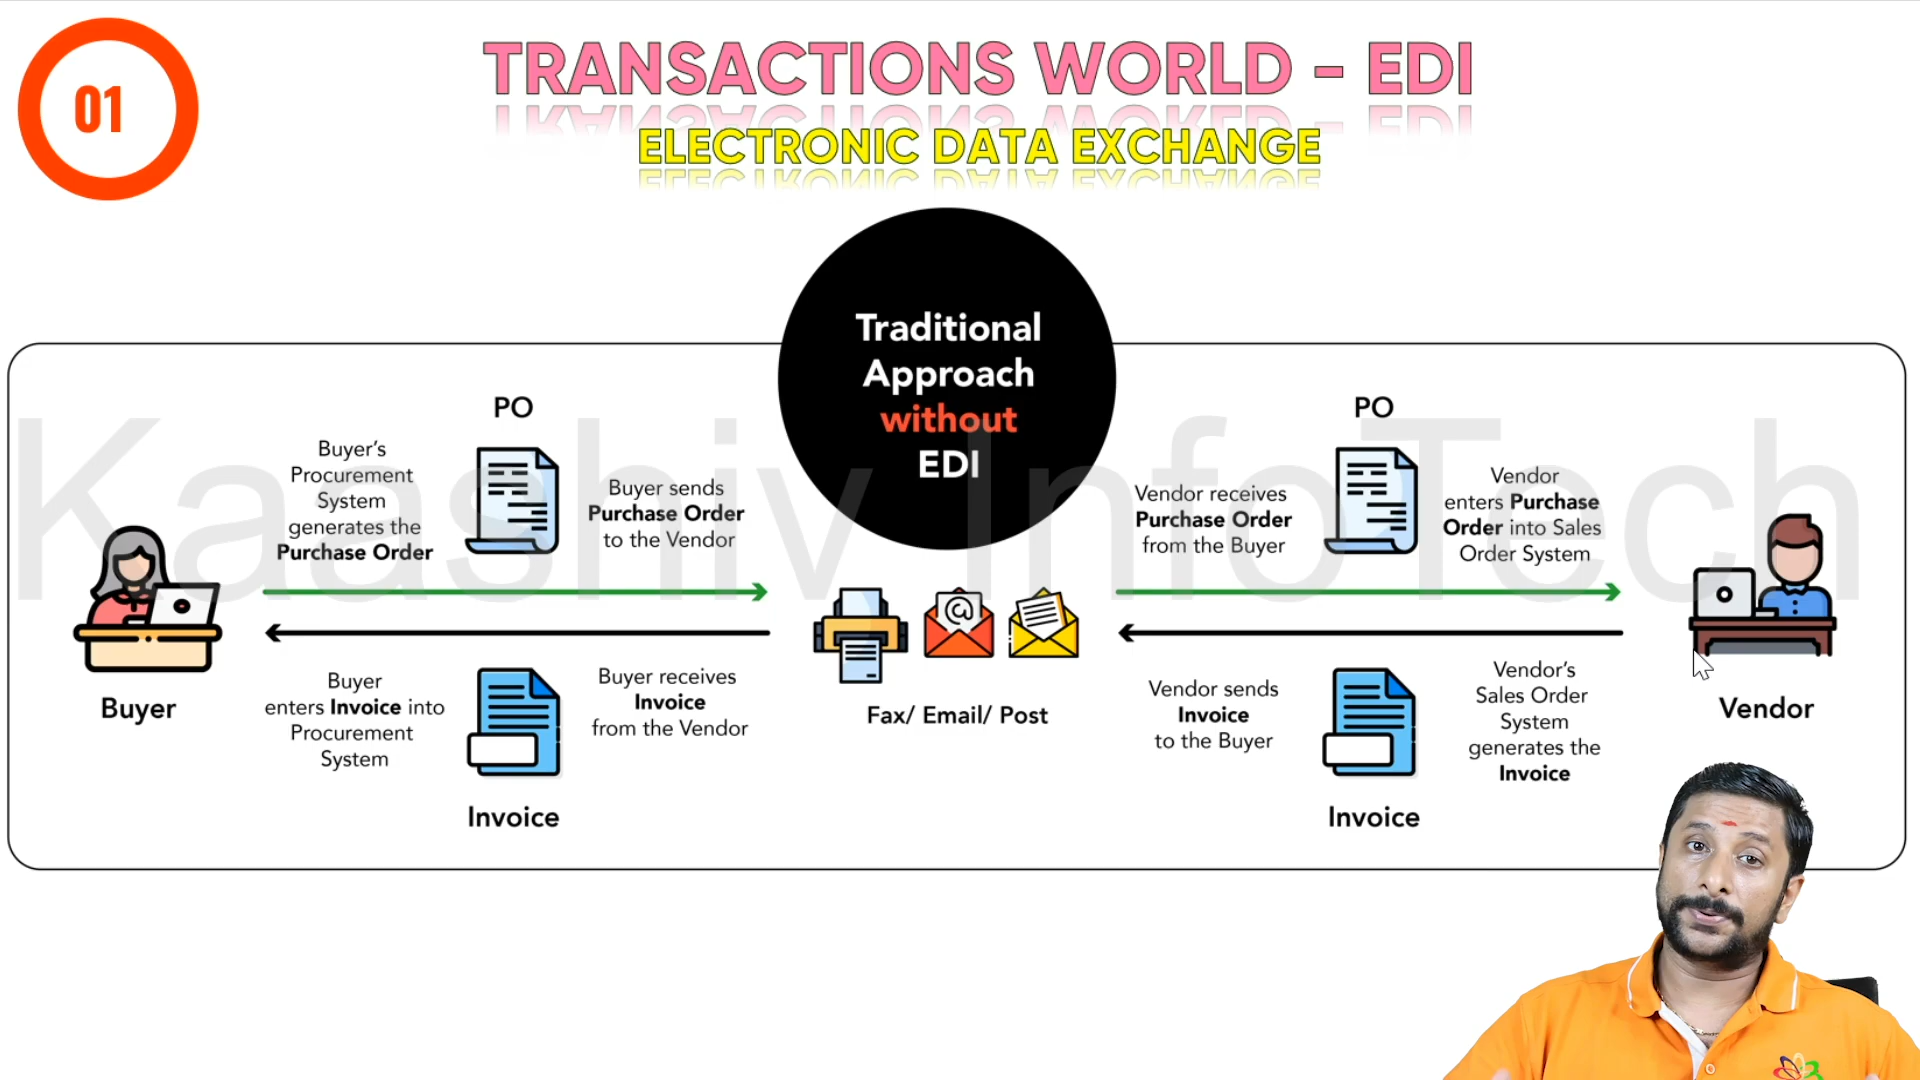 01
TRANSACTIONS WORLD - EDI
ELECTRONIC DATA EXCHANGE
Traditional
Approach
without
EDI
Kaashiv InfoTech
PO
Buyer's
Procurement
System
generates the
Purchase Order
Buyer sends
Purchase Order
to the Vendor
Vendor receives
Purchase Order
from the Buyer
PO
Vendor
enters Purchase
Order into Sales
Order System
Buyer
Buyer
enters Invoice into
Procurement
System
Invoice
Buyer receives
Invoice
from the Vendor
@
Fax/ Email/ Post
Vendor sends
Invoice
to the Buyer
Invoice
Vendor's
Sales Order
System
generates the
Invoice
Vendor